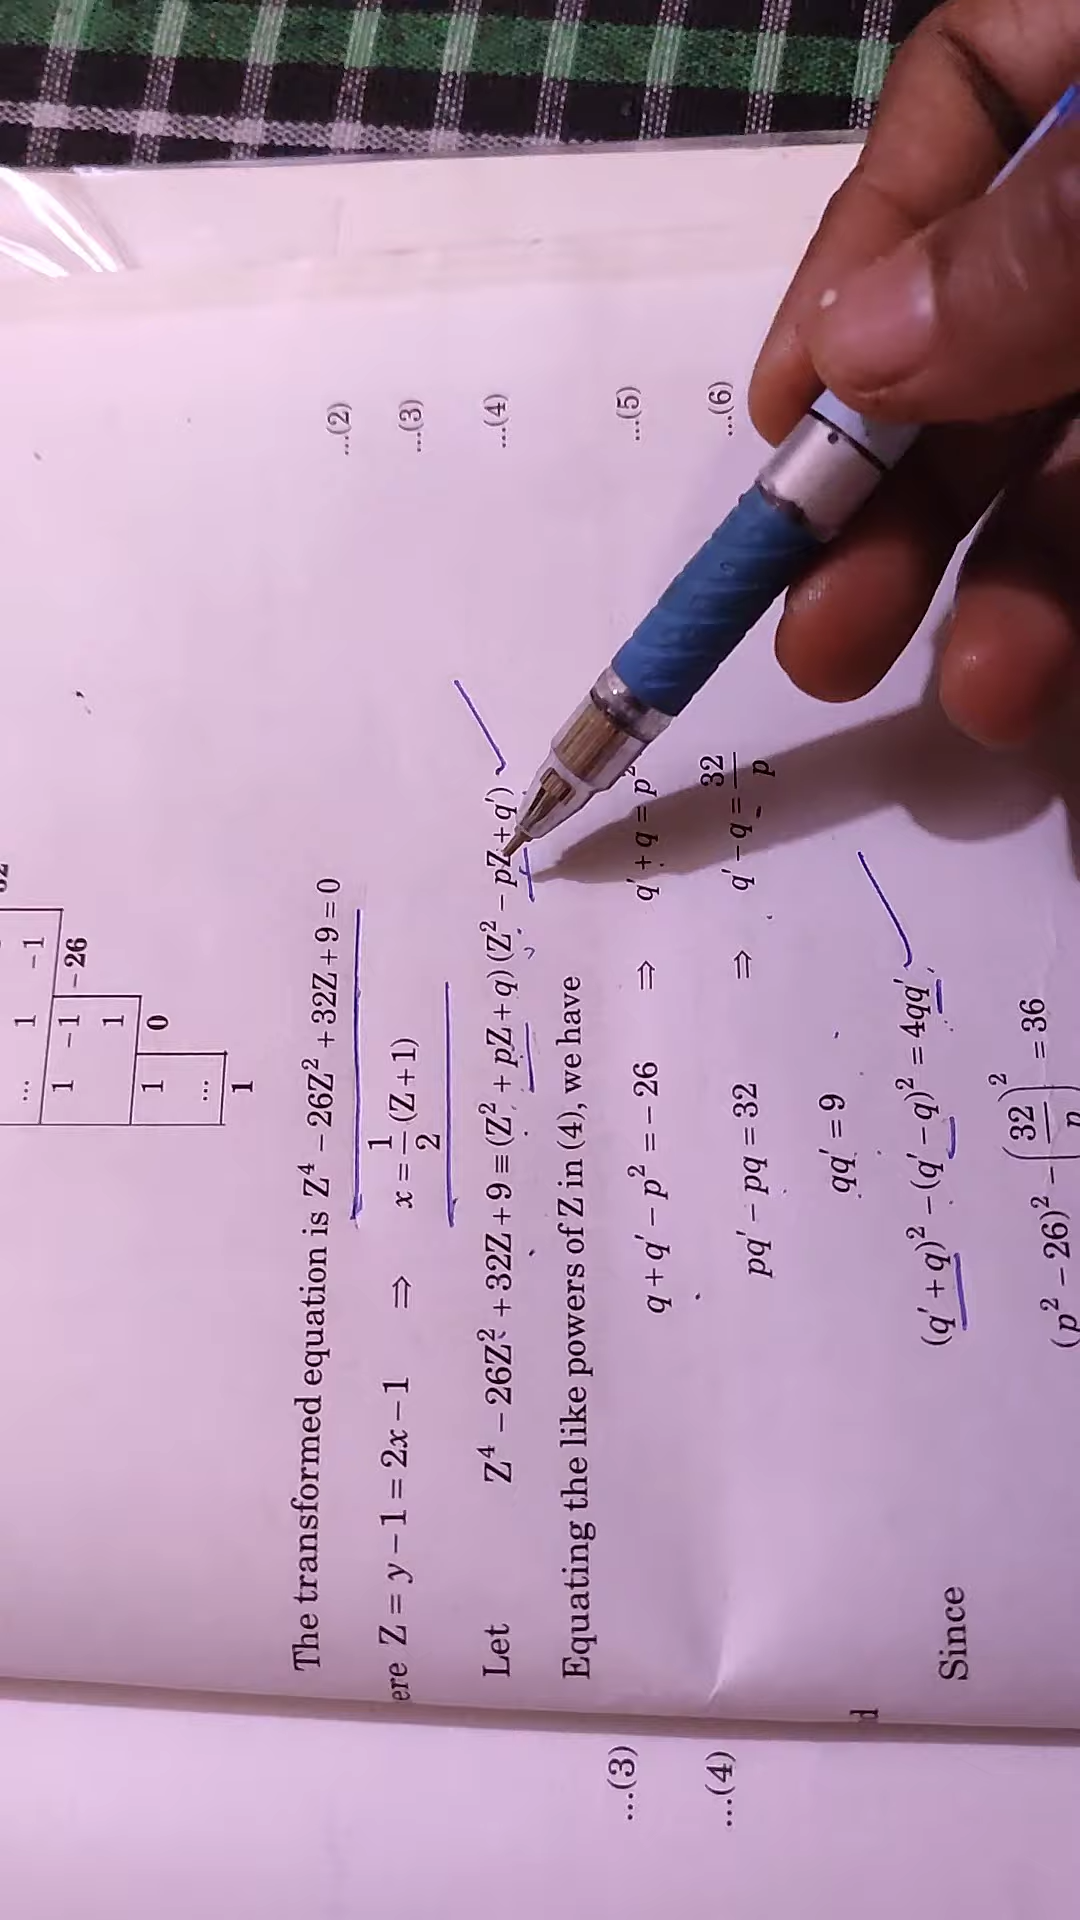 1 -1
... 1 -1 -26
1
1 0
...
1
The transformed equation is Z⁴ – 26Z² + 32Z + 9 = 0 ...(2)
ere Z = y – 1 = 2x – 1 ⇒ x = 1/2 (Z + 1) ...(3)
Let Z⁴ – 26Z² + 32Z + 9 ≡ (Z² + pZ + q) (Z² – pZ + q′) ...(4)
Equating the like powers of Z in (4), we have
...(3) q + q′ – p² = – 26 ⇒ q′ + q = p² ...(5)
...(4) pq′ – pq = 32 ⇒ q′ – q = 32/p ...(6)
d qq′ = 9
Since (q′ + q)² – (q′ – q)² = 4qq′
(p² – 26)² – (32/p)² = 36